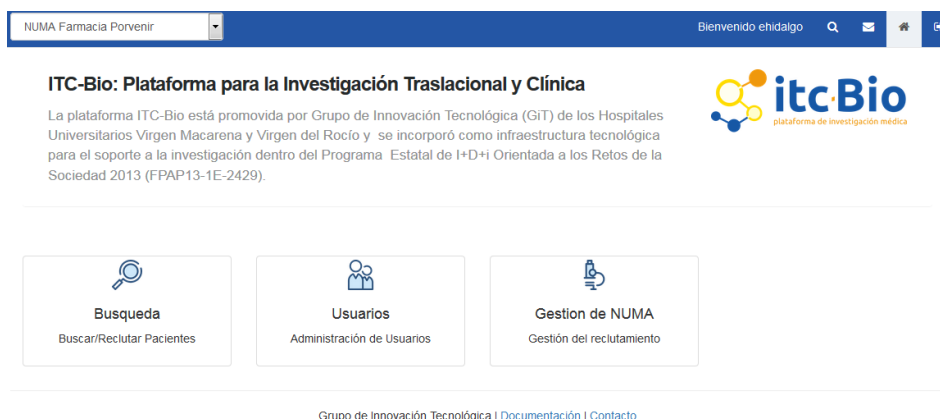 NUMA Farmacia Porvenir
Bienvenido ehidalgo
ITC-Bio: Plataforma para la Investigación Traslacional y Clínica
La plataforma ITC-Bio está promovida por Grupo de Innovación Tecnológica (GiT) de los Hospitales
Universitarios Virgen Macarena y Virgen del Rocío y se incorporó como infraestructura tecnológica
para el soporte a la investigación dentro del Programa Estatal de I+D+i Orientada a los Retos de la
Sociedad 2013 (FPAP13-1E-2429).
itc·Bio
plataforma de investigación médica
Busqueda
Buscar/Reclutar Pacientes
Usuarios
Administración de Usuarios
Gestion de NUMA
Gestión del reclutamiento
Grupo de Innovación Tecnológica | Documentación | Contacto